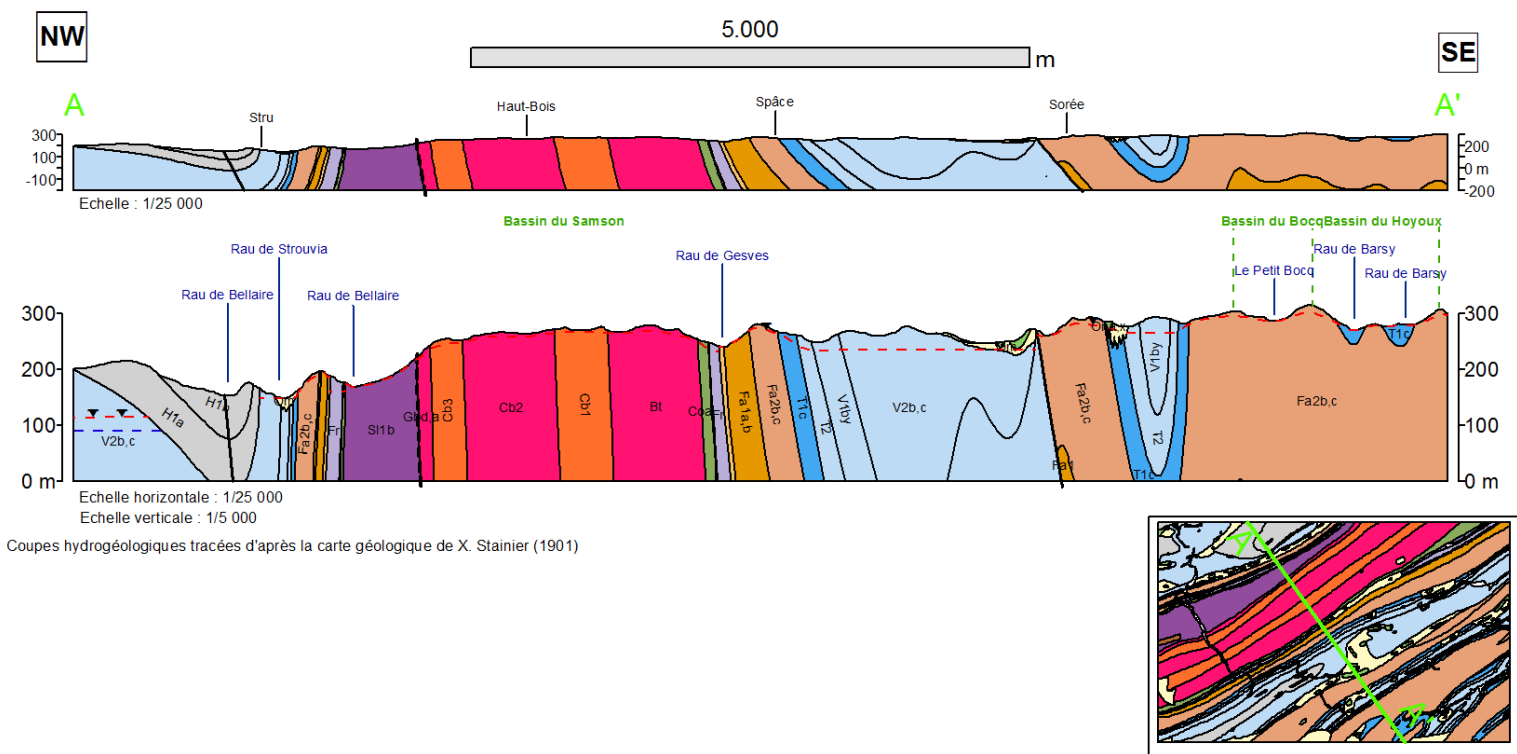 NW
5.000
m
SE
A
A'
Stru
Haut-Bois
Spâce
Sorée
300
100
-100
200
0 m
-200
Echelle : 1/25 000
Bassin du Samson
Bassin du Bocq
Bassin du Hoyoux
Rau de Strouvia
Rau de Gesves
Rau de Barsy
Rau de Bellaire
Rau de Bellaire
Le Petit Bocq
Rau de Barsy
300
200
100
0 m
300
200
100
0 m
H1a
V2b,c
Fa2b,c
Fr
Sl1b
Cb3
Cb2
Cb1
Bt
Coa
Fr
Fa1a,b
Fa2b,c
T1c
T2
V1by
V2b,c
Fa2b,c
Fa1
T1c
T2
V1by
Fa2b,c
T1c
Echelle horizontale : 1/25 000
Echelle verticale : 1/5 000
Coupes hydrogéologiques tracées d'après la carte géologique de X. Stainier (1901)
A